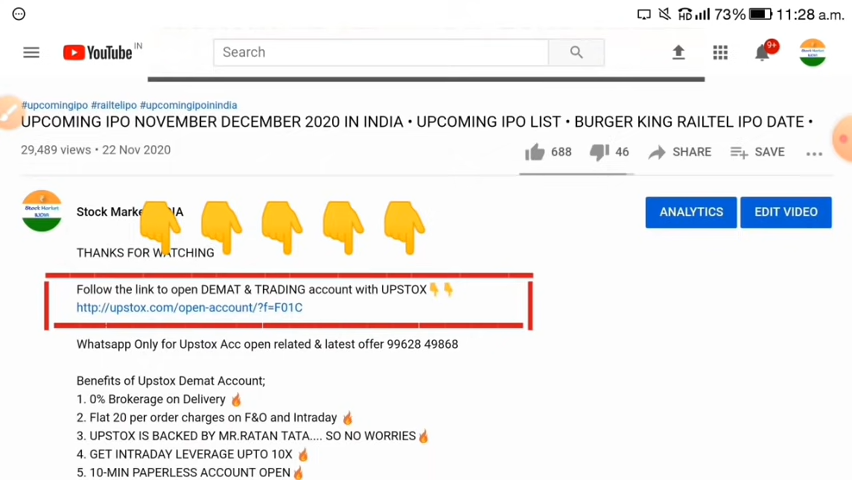 HD 73% 11:28 a.m.
YouTube IN
Search
9+
#upcomingipo #railtelipo #upcomingipoinindia
UPCOMING IPO NOVEMBER DECEMBER 2020 IN INDIA • UPCOMING IPO LIST • BURGER KING RAILTEL IPO DATE •
29,489 views • 22 Nov 2020
688 46 SHARE SAVE
Stock Market INDIA
ANALYTICS EDIT VIDEO
THANKS FOR WATCHING
Follow the link to open DEMAT & TRADING account with UPSTOX👇👇
http://upstox.com/open-account/?f=F01C
Whatsapp Only for Upstox Acc open related & latest offer 99628 49868
Benefits of Upstox Demat Account;
1. 0% Brokerage on Delivery 🔥
2. Flat 20 per order charges on F&O and Intraday 🔥
3. UPSTOX IS BACKED BY MR.RATAN TATA.... SO NO WORRIES🔥
4. GET INTRADAY LEVERAGE UPTO 10X 🔥
5. 10-MIN PAPERLESS ACCOUNT OPEN🔥